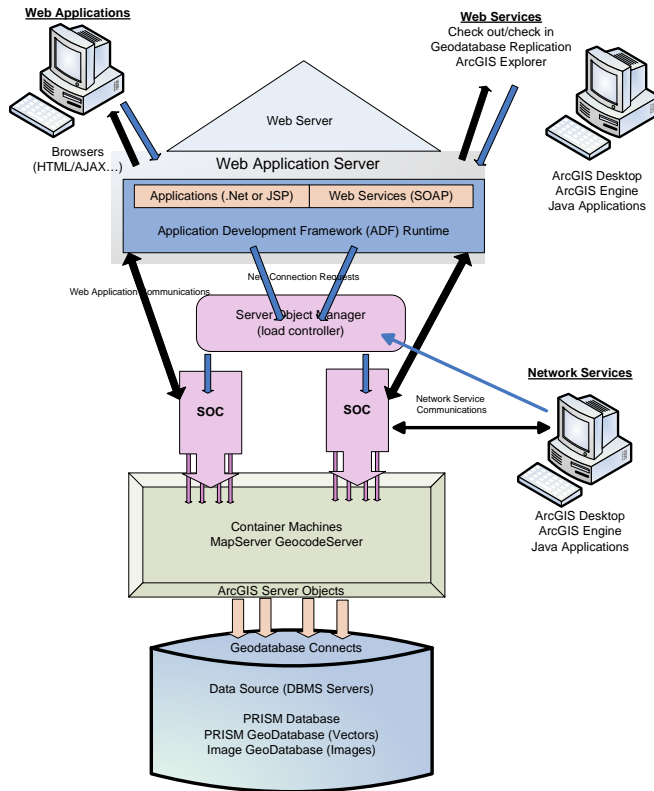 Web Applications
Web Services
Check out/check in
Geodatabase Replication
ArcGIS Explorer
Browsers
(HTML/AJAX…)
Web Server
ArcGIS Desktop
ArcGIS Engine
Java Applications
Web Application Server
Applications (.Net or JSP)
Web Services (SOAP)
Application Development Framework (ADF) Runtime
New Connection Requests
Web Application Communications
Server Object Manager
(load controller)
Network Services
SOC
SOC
Network Service
Communications
ArcGIS Desktop
ArcGIS Engine
Java Applications
Container Machines
MapServer GeocodeServer
ArcGIS Server Objects
Geodatabase Connects
Data Source (DBMS Servers)
PRISM Database
PRISM GeoDatabase (Vectors)
Image GeoDatabase (Images)